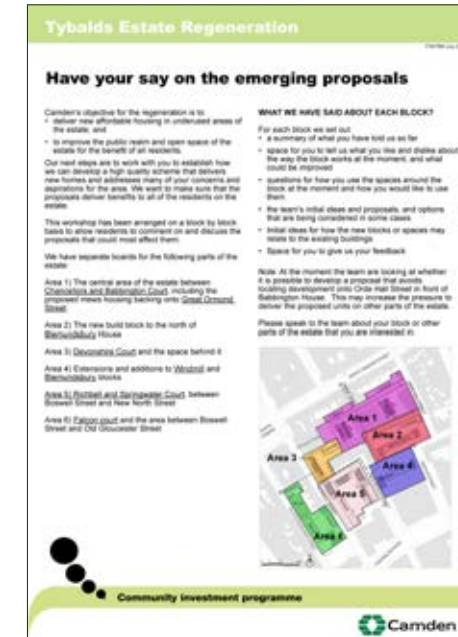 Tybalds Estate Regeneration
Have your say on the emerging proposals
Camden's objective for the regeneration is to:
• deliver new affordable housing in underused areas of
the estate; and
• to improve the public realm and open space of the
estate for the benefit of all residents.
Our next steps are to work with you to establish how
we can develop a high quality scheme that delivers
new homes and addresses many of your concerns and
aspirations for the area. We want to make sure that the
proposals deliver benefits to all of the residents on the
estate.
This workshop has been arranged on a block by block
basis to allow residents to comment on and discuss the
proposals that could most affect them.
We have separate boards for the following parts of the
estate:
Area 1) The central area of the estate between
Chancellors and Babbington Court, including the
proposed mews housing backing onto Great Ormond
Street
Area 2) The new build block to the north of
Blemundsbury House
Area 3) Devonshire Court and the space behind it
Area 4) Extensions and additions to Windmill and
Blemundsbury blocks
Area 5) Richbell and Springwater Court, between
Boswell Street and New North Street
Area 6) Falcon court and the area between Boswell
Street and Old Gloucester Street
WHAT WE HAVE SAID ABOUT EACH BLOCK?
For each block we set out:
• a summary of what you have told us so far
• space for you to tell us what you like and dislike about
the way the block works at the moment, and what
could be improved
• questions for how you use the spaces around the
block at the moment and how you would like to use
them
• the team's initial ideas and proposals, and options
that are being considered in some cases
• Initial ideas for how the new blocks or spaces may
relate to the existing buildings
• Space for you to give us your feedback
Note: At the moment the team are looking at whether
it is possible to develop a proposal that avoids
locating development onto Orde Hall Street in front of
Babbington House. This may increase the pressure to
deliver the proposed units on other parts of the estate.
Please speak to the team about your block or other
parts of the estate that you are interested in.
Area 1
Area 2
Area 3
Area 4
Area 5
Area 6
Community investment programme
Camden